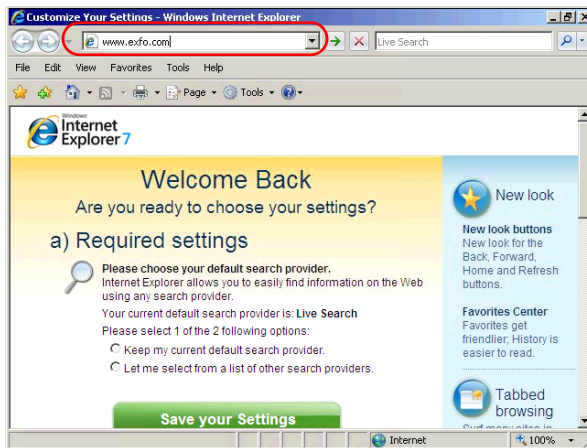 Customize Your Settings - Windows Internet Explorer
www.exfo.com
Live Search
File Edit View Favorites Tools Help
Page Tools
Windows
Internet
Explorer 7
Welcome Back
Are you ready to choose your settings?
a) Required settings
Please choose your default search provider.
Internet Explorer allows you to easily find information on the Web
using any search provider.
Your current default search provider is: Live Search
Please select 1 of the 2 following options:
Keep my current default search provider.
Let me select from a list of other search providers.
Save your Settings
New look
New look buttons
New look for the
Back, Forward,
Home and Refresh
buttons.
Favorites Center
Favorites get
friendlier; History is
easier to read.
Tabbed
browsing
Surf many sites in
Internet
100%